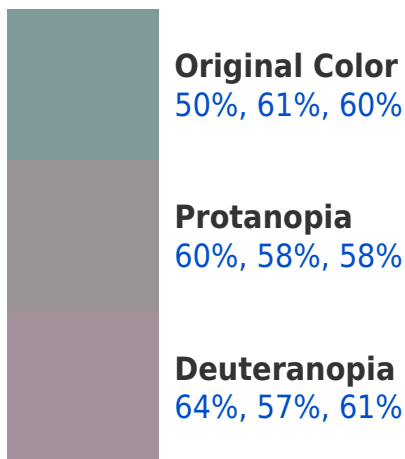 Original Color
50%, 61%, 60%
Protanopia
60%, 58%, 58%
Deuteranopia
64%, 57%, 61%